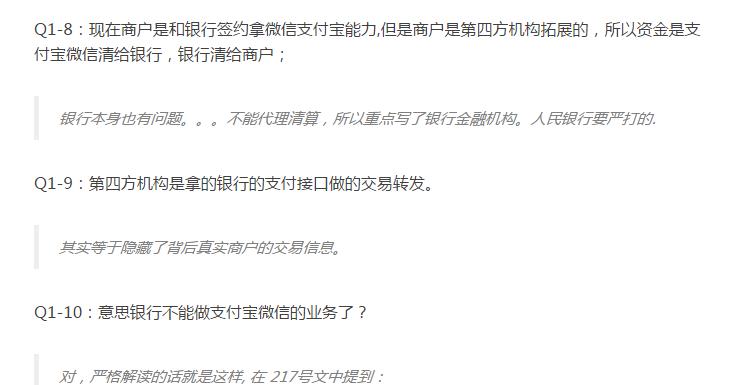 Q1-8：现在商户是和银行签约拿微信支付宝能力,但是商户是第四方机构拓展的，所以资金是支
付宝微信清给银行，银行清给商户；
银行本身也有问题。。。不能代理清算，所以重点写了银行金融机构。人民银行要严打的.
Q1-9：第四方机构是拿的银行的支付接口做的交易转发。
其实等于隐藏了背后真实商户的交易信息。
Q1-10：意思银行不能做支付宝微信的业务了？
对，严格解读的话就是这样, 在 217号文中提到：